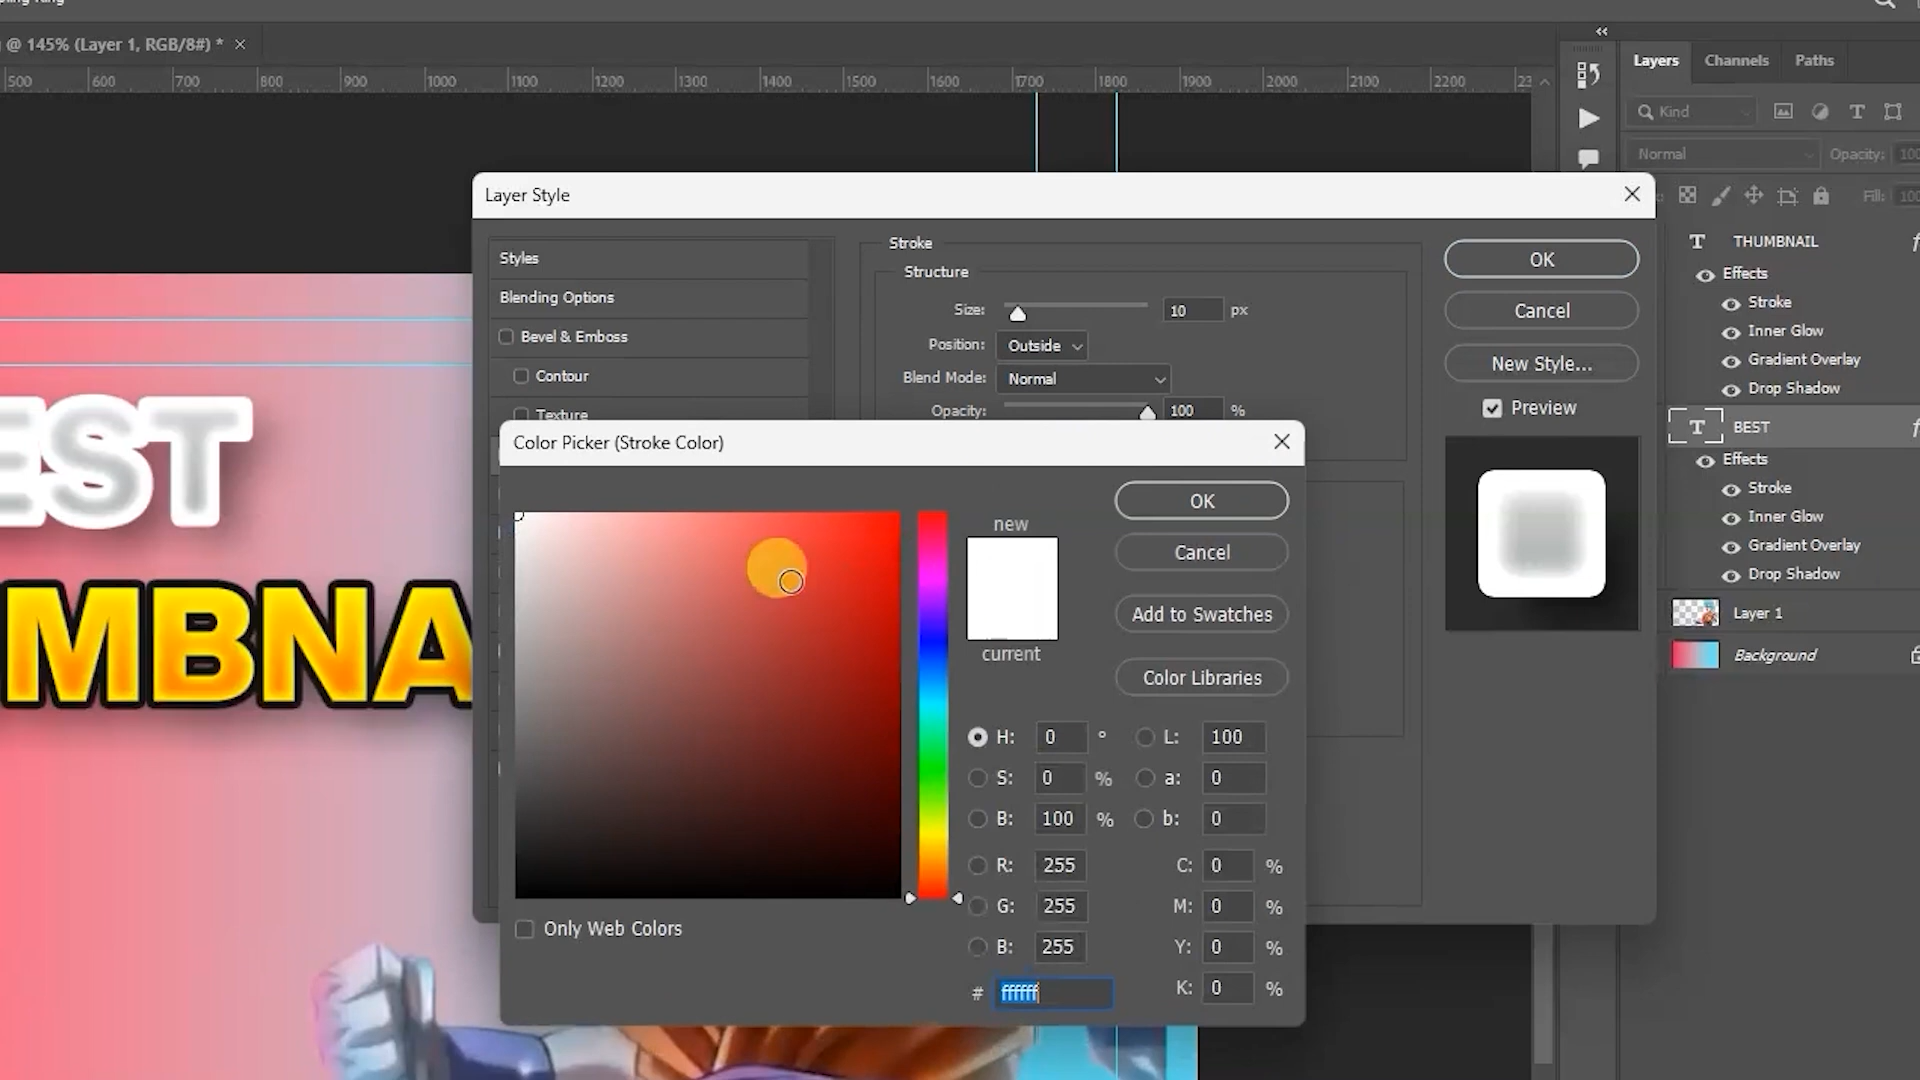 @ 145% (Layer 1, RGB/8#) *
500 600 700 800 900 1000 1100 1200 1300 1400 1500 1600 1700 1800 1900 2000 2100 2200
Layers Channels Paths
Kind
Normal Opacity:
Fill:
Layer Style
Styles
Blending Options
Bevel & Emboss
Contour
Texture
Stroke
Structure
Size: 10 px
Position: Outside
Blend Mode: Normal
Opacity: 100 %
OK
Cancel
New Style...
Preview
THUMBNAIL
Effects
Stroke
Inner Glow
Gradient Overlay
Drop Shadow
BEST
Effects
Stroke
Inner Glow
Gradient Overlay
Drop Shadow
Layer 1
Background
EST
MBNA
Color Picker (Stroke Color)
new
current
OK
Cancel
Add to Swatches
Color Libraries
H: 0 ° L: 100
S: 0 % a: 0
B: 100 % b: 0
R: 255 C: 0 %
G: 255 M: 0 %
B: 255 Y: 0 %
# ffffff K: 0 %
Only Web Colors